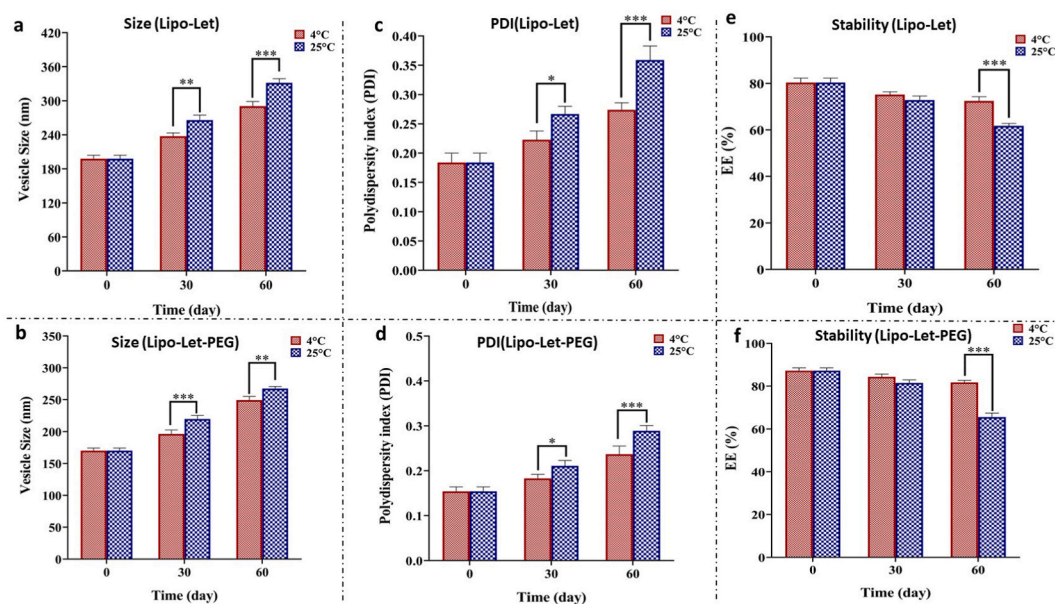 a
Size (Lipo-Let)
4°C
25°C
Vesicle Size (nm)
420
360
300
240
180
120
60
0
**
***
0
30
60
Time (day)
b
Size (Lipo-Let-PEG)
4°C
25°C
Vesicle Size (nm)
350
300
250
200
150
100
50
0
***
**
0
30
60
Time (day)
c
PDI(Lipo-Let)
4°C
25°C
Polydispersity index (PDI)
0.40
0.35
0.30
0.25
0.20
0.15
0.10
0.05
0.00
*
***
0
30
60
Time (day)
d
PDI(Lipo-Let-PEG)
4°C
25°C
Polydispersity index (PDI)
0.5
0.4
0.3
0.2
0.1
0.0
*
***
0
30
60
Time (day)
e
Stability (Lipo-Let)
4°C
25°C
EE (%)
100
80
60
40
20
0
***
0
30
60
Time (day)
f
Stability (Lipo-Let-PEG)
4°C
25°C
EE (%)
100
80
60
40
20
0
***
0
30
60
Time (day)